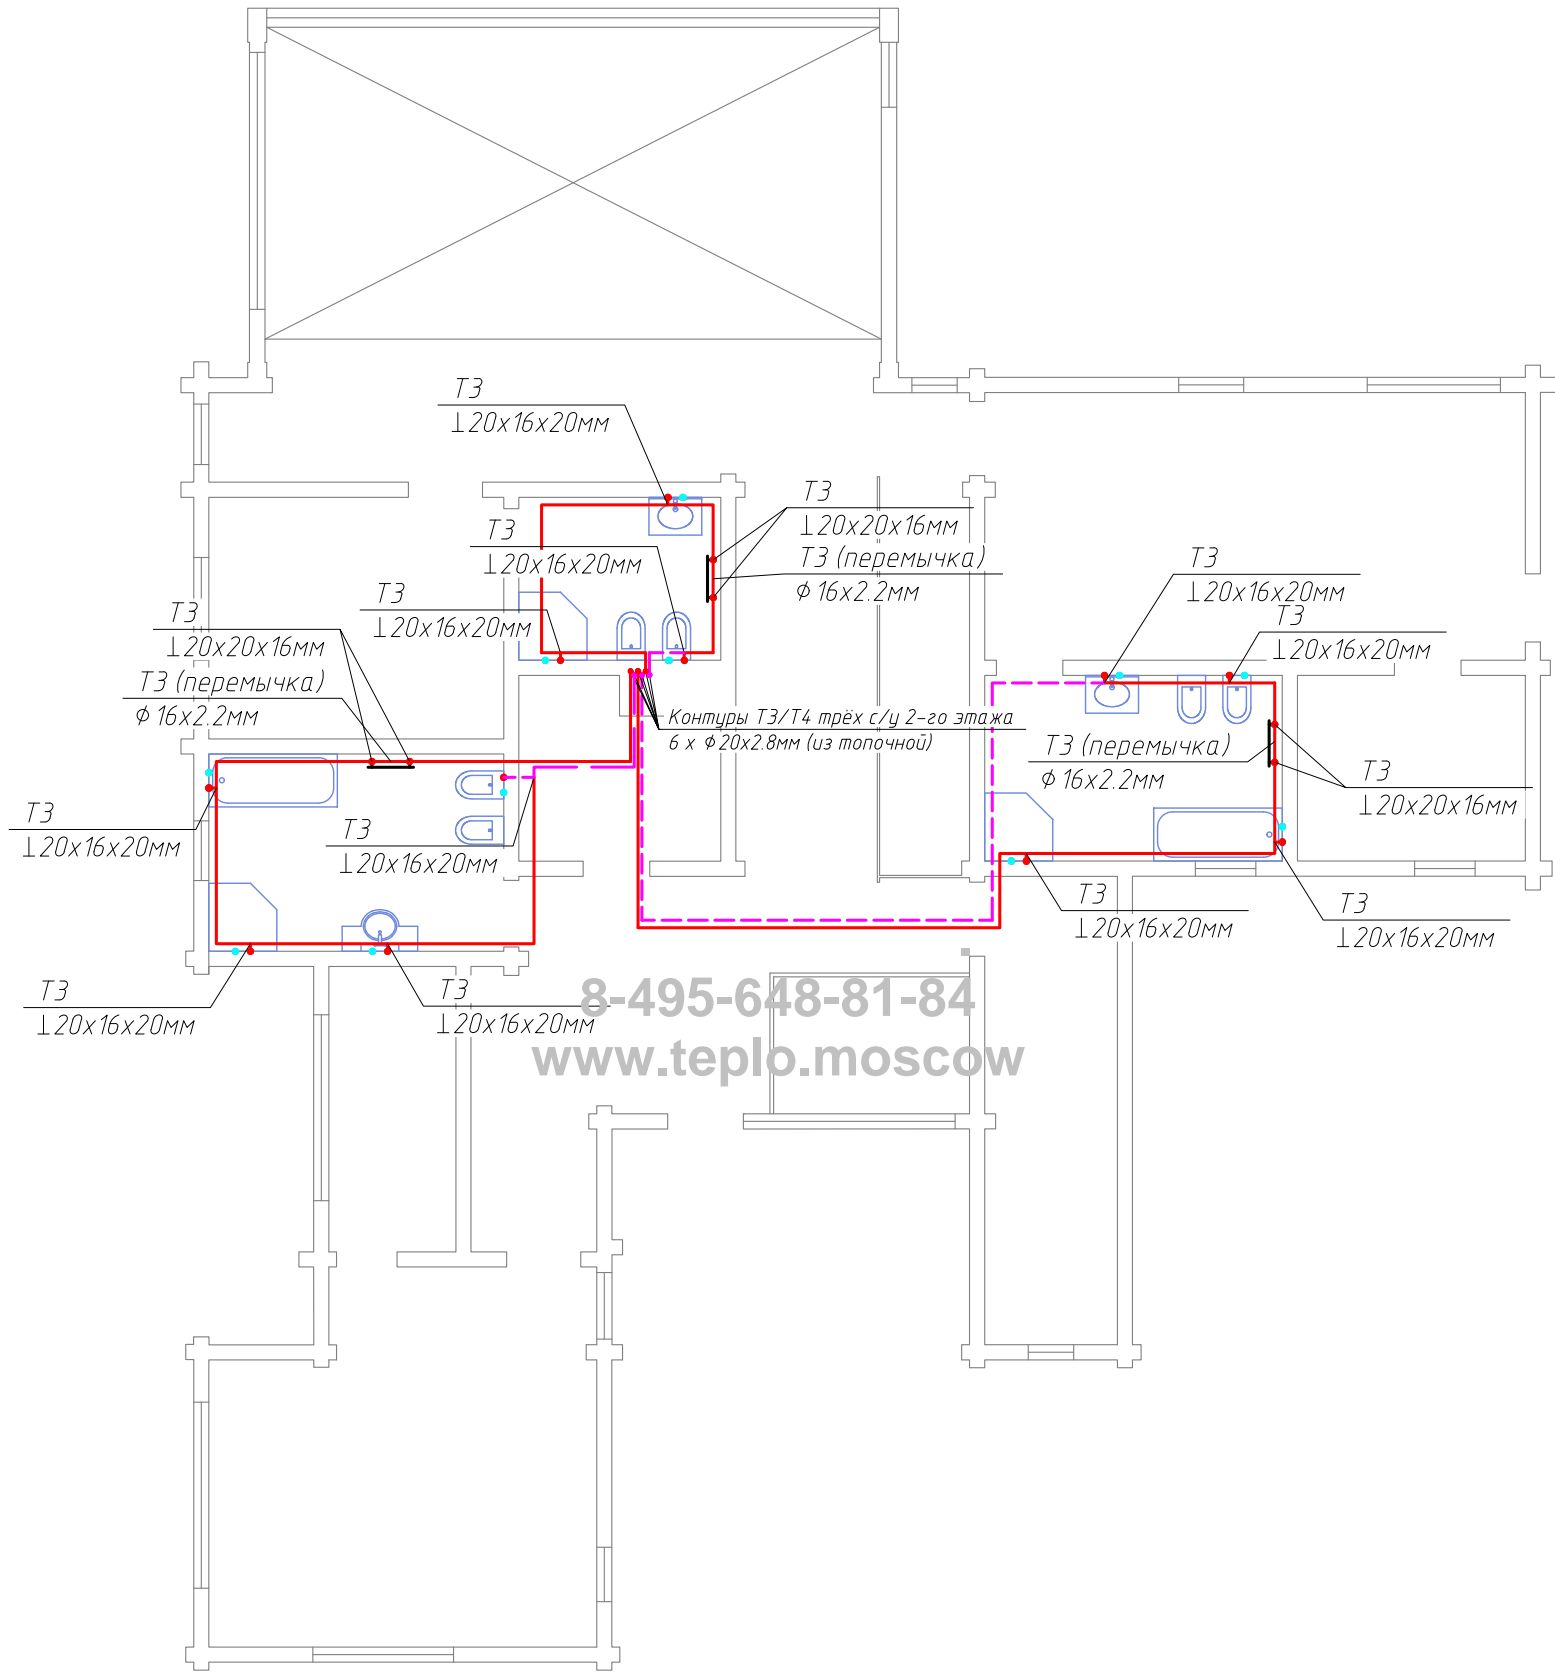 Т3
⊥20х16х20мм
Т3
⊥20х20х16мм
Т3 (перемычка)
ϕ 16х2.2мм
Т3
⊥20х16х20мм
Т3
⊥20х16х20мм
Т3
⊥20х20х16мм
Т3 (перемычка)
ϕ 16х2.2мм
Т3
⊥20х16х20мм
Т3
⊥20х16х20мм
Контуры Т3/Т4 трёх с/у 2-го этажа
6 х ϕ20х2.8мм (из топочной)
Т3 (перемычка)
ϕ 16х2.2мм
Т3
⊥20х20х16мм
Т3
⊥20х16х20мм
Т3
⊥20х16х20мм
Т3
⊥20х16х20мм
Т3
⊥20х16х20мм
Т3
⊥20х16х20мм
Т3
⊥20х16х20мм
8-495-648-81-84
www.teplo.moscow